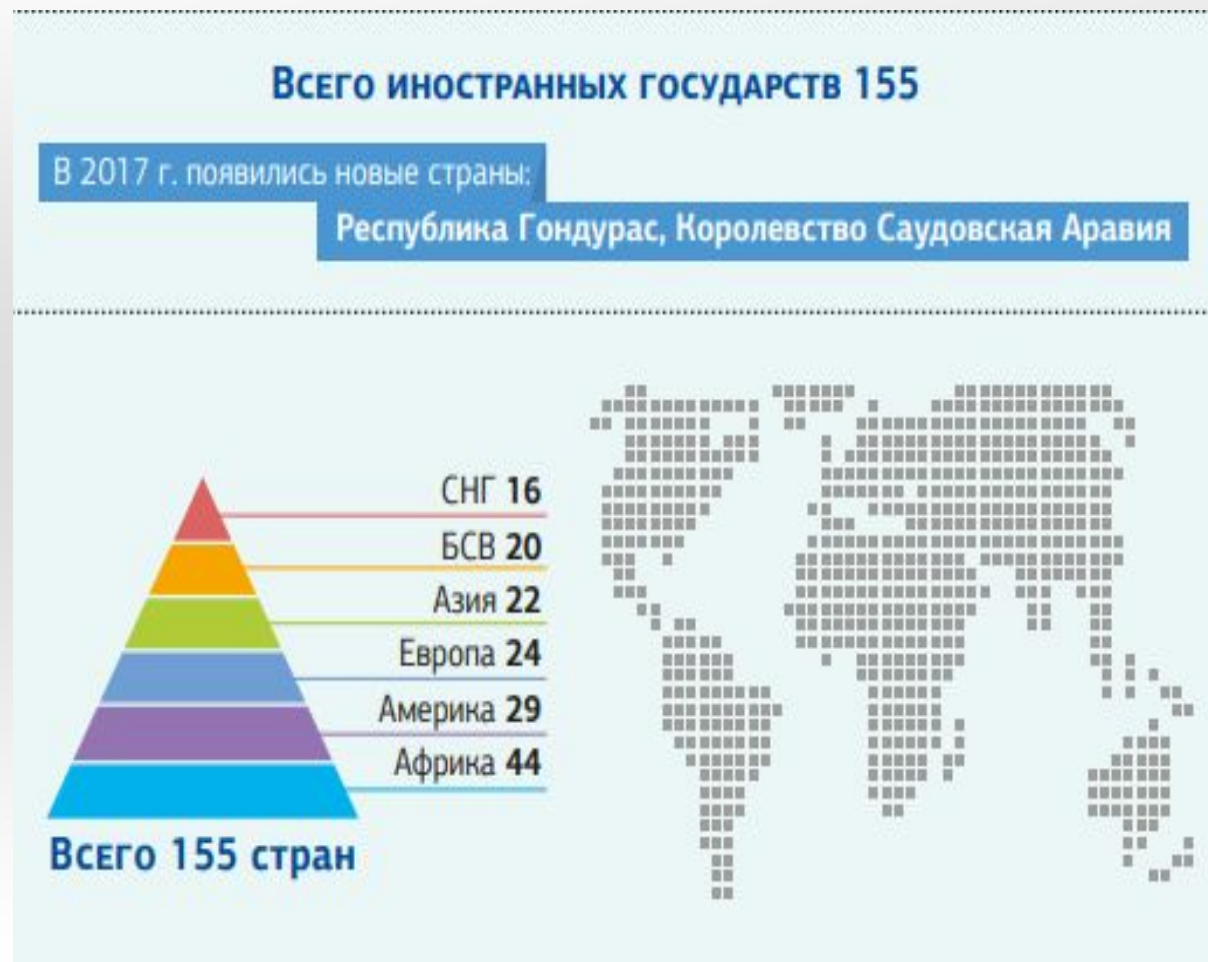 Всего иностранных государств 155
В 2017 г. появились новые страны:
Республика Гондурас, Королевство Саудовская Аравия
СНГ 16
БСВ 20
Азия 22
Европа 24
Америка 29
Африка 44
Всего 155 стран